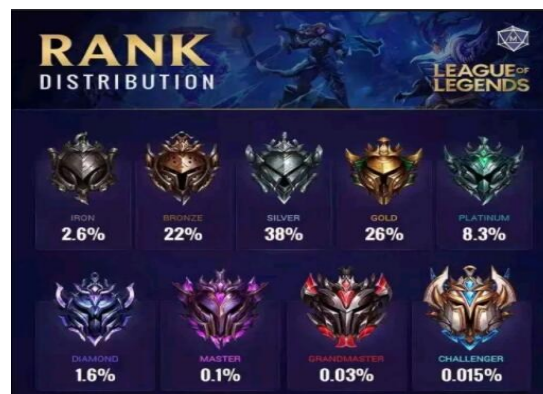 RANK
DISTRIBUTION
LEAGUE OF
LEGENDS
IRON
2.6%
BRONZE
22%
SILVER
38%
GOLD
26%
PLATINUM
8.3%
DIAMOND
1.6%
MASTER
0.1%
GRANDMASTER
0.03%
CHALLENGER
0.015%